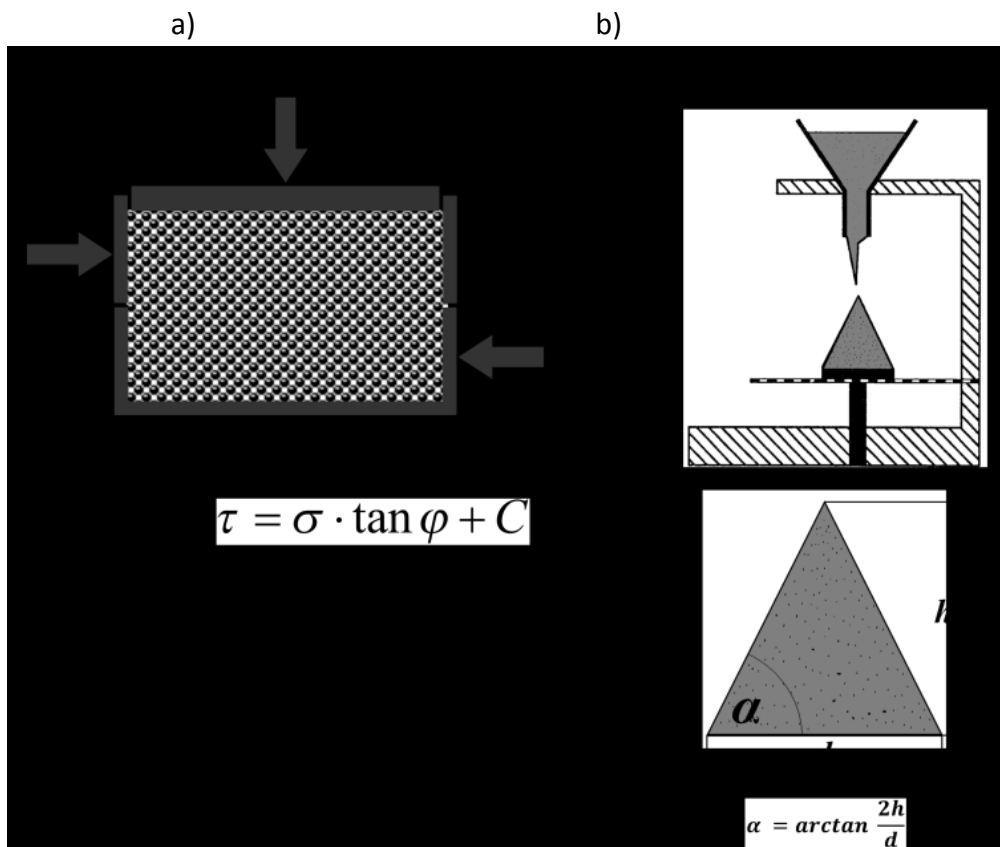 a)
b)
τ = σ · tan φ + C
h
α
α = arctan 2h/d